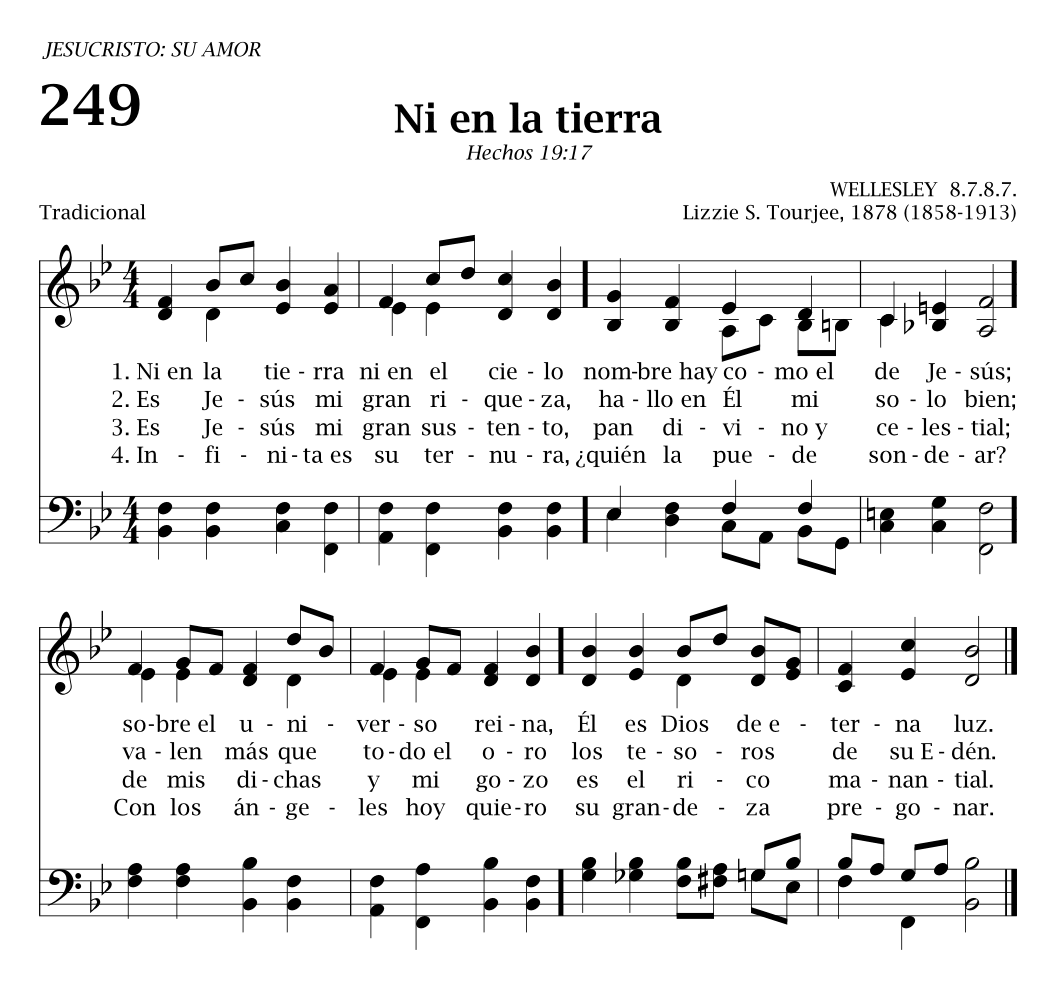 JESUCRISTO: SU AMOR
249
Ni en la tierra
Hechos 19:17
WELLESLEY 8.7.8.7.
Tradicional
Lizzie S. Tourjee, 1878 (1858-1913)
1. Ni en la tie - rra ni en el cie - lo nom-bre hay co - mo el de Je - sús;
2. Es Je - sús mi gran ri - que - za, ha - llo en Él mi so - lo bien;
3. Es Je - sús mi gran sus - ten - to, pan di - vi - no y ce - les - tial;
4. In - fi - ni - ta es su ter - nu - ra, ¿quién la pue - de son - de - ar?
so-bre el u - ni - ver - so rei - na, Él es Dios de e - ter - na luz.
va - len más que to - do el o - ro los te - so - ros de su E - dén.
de mis di - chas y mi go - zo es el ri - co ma - nan - tial.
Con los án - ge - les hoy quie - ro su gran - de - za pre - go - nar.